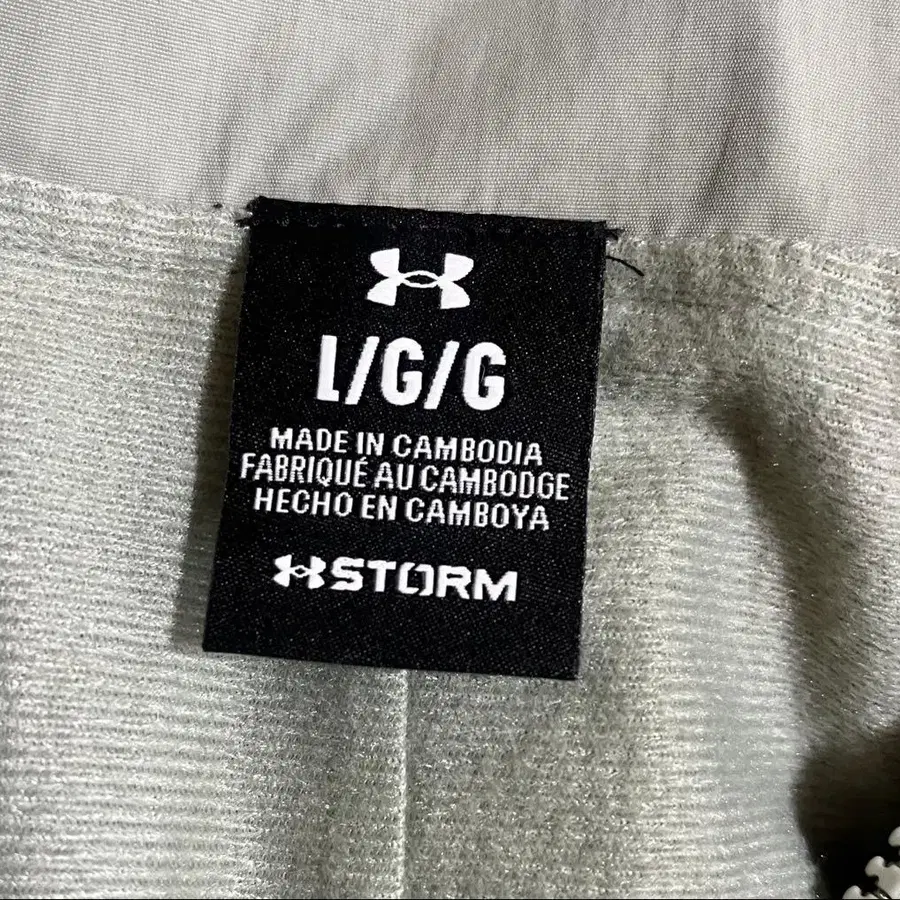 L/G/G
MADE IN CAMBODIA
FABRIQUÉ AU CAMBODGE
HECHO EN CAMBOYA
STORM